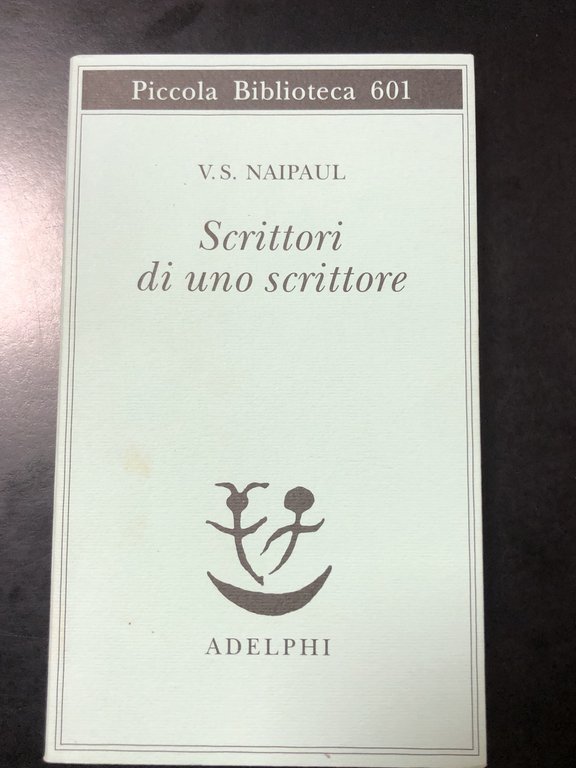 Piccola Biblioteca 601
V. S. NAIPAUL
Scrittori
di uno scrittore
ADELPHI